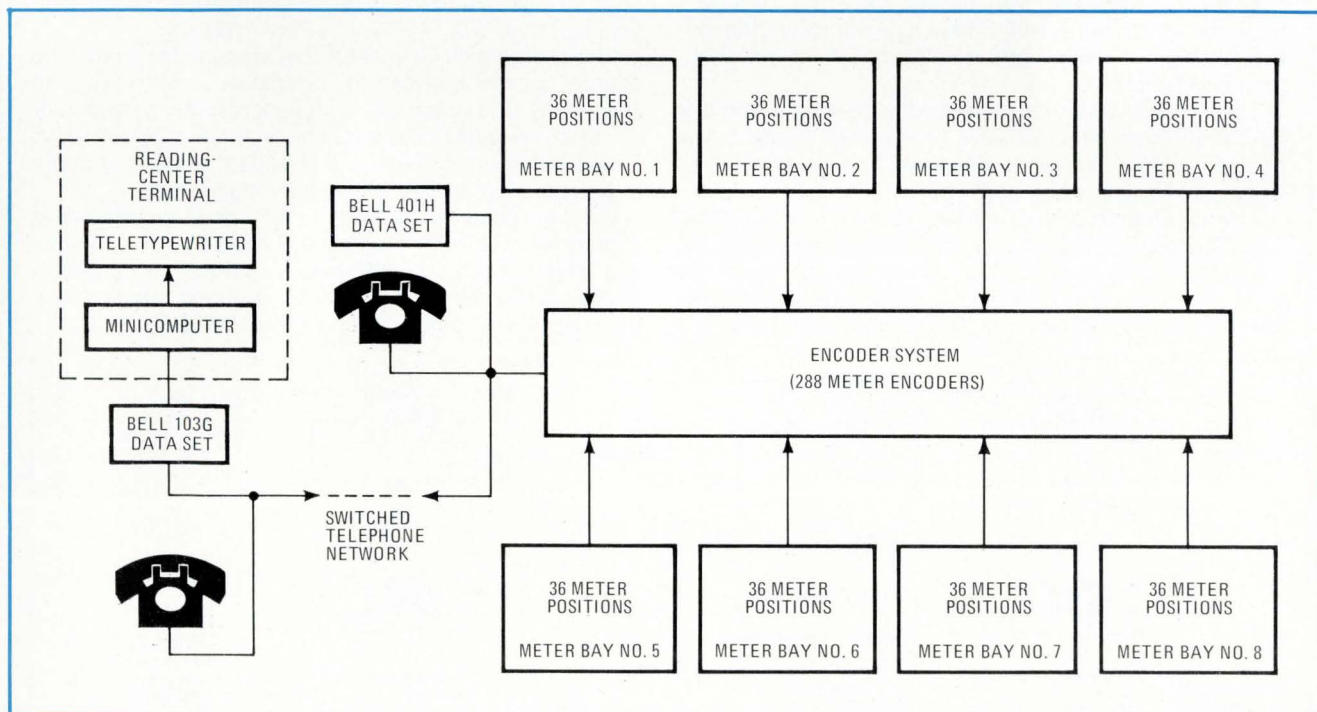 READING-
CENTER
TERMINAL
TELETYPEWRITER
MINICOMPUTER
BELL 103G
DATA SET
BELL 401H
DATA SET
SWITCHED
TELEPHONE
NETWORK
36 METER
POSITIONS
METER BAY NO. 1
36 METER
POSITIONS
METER BAY NO. 2
36 METER
POSITIONS
METER BAY NO. 3
36 METER
POSITIONS
METER BAY NO. 4
ENCODER SYSTEM
(288 METER ENCODERS)
36 METER
POSITIONS
METER BAY NO. 5
36 METER
POSITIONS
METER BAY NO. 6
36 METER
POSITIONS
METER BAY NO. 7
36 METER
POSITIONS
METER BAY NO. 8